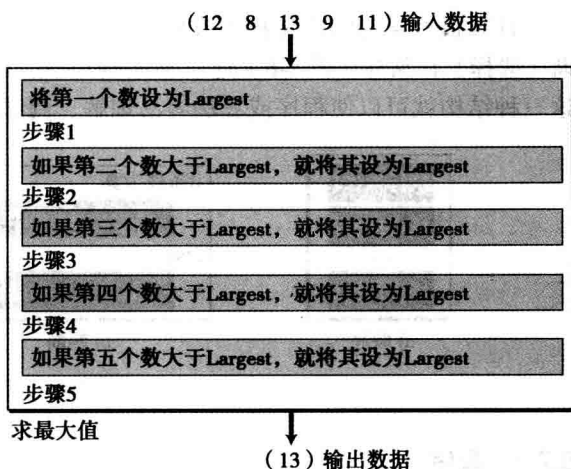 （12 8 13 9 11）输入数据
将第一个数设为Largest
步骤1
如果第二个数大于Largest，就将其设为Largest
步骤2
如果第三个数大于Largest，就将其设为Largest
步骤3
如果第四个数大于Largest，就将其设为Largest
步骤4
如果第五个数大于Largest，就将其设为Largest
步骤5
求最大值
（13）输出数据